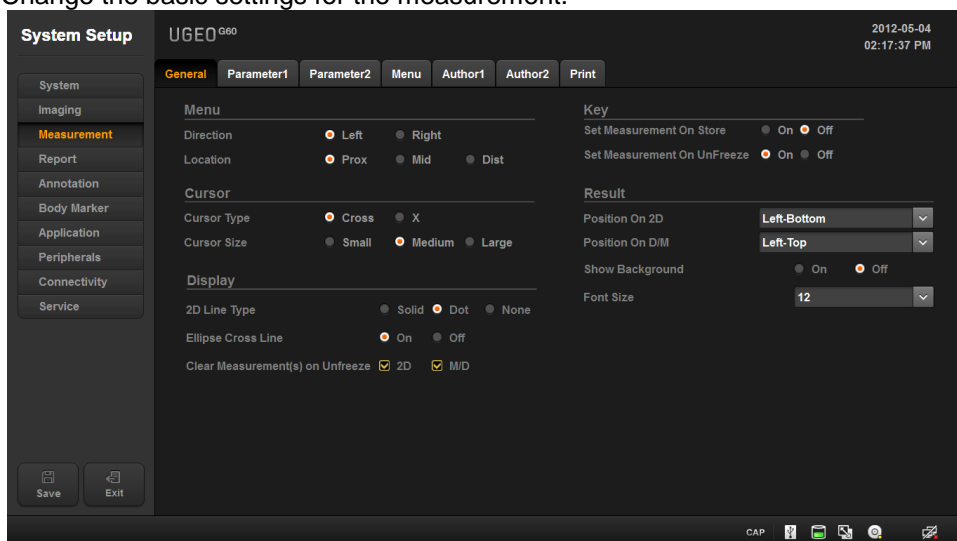 Change the basic settings for the measurement.
System Setup
UGEO G60
2012-05-04
02:17:37 PM
General Parameter1 Parameter2 Menu Author1 Author2 Print
System
Imaging
Measurement
Report
Annotation
Body Marker
Application
Peripherals
Connectivity
Service
Menu
Direction Left Right
Location Prox Mid Dist
Cursor
Cursor Type Cross X
Cursor Size Small Medium Large
Display
2D Line Type Solid Dot None
Ellipse Cross Line On Off
Clear Measurement(s) on Unfreeze 2D M/D
Key
Set Measurement On Store On Off
Set Measurement On UnFreeze On Off
Result
Position On 2D Left-Bottom
Position On D/M Left-Top
Show Background On Off
Font Size 12
Save Exit
CAP